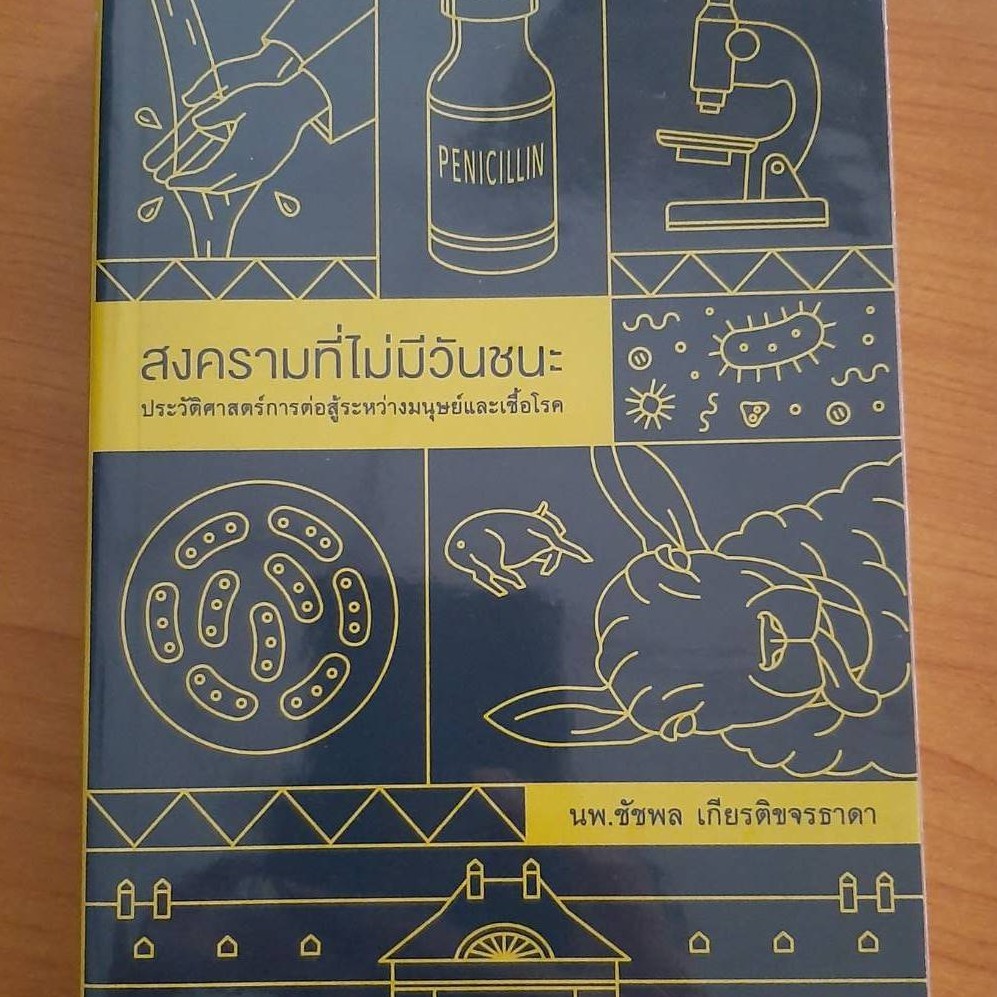 PENICILLIN
สงครามที่ไม่มีวันชนะ
ประวัติศาสตร์การต่อสู้ระหว่างมนุษย์และเชื้อโรค
นพ.ชัชพล เกียรติขจรธาดา